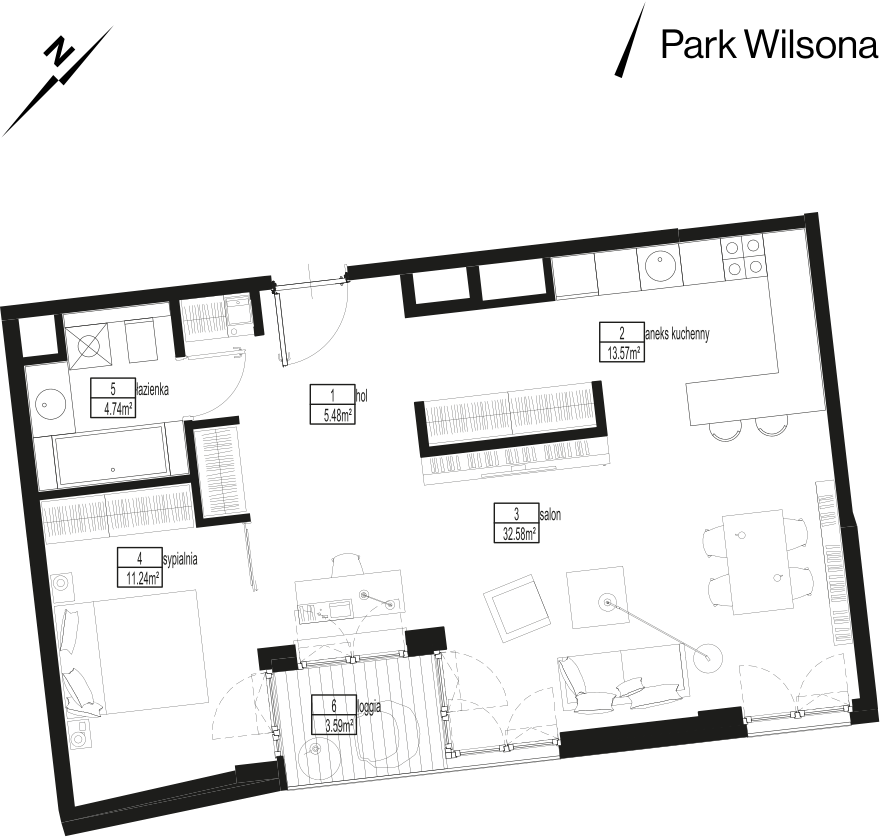 N
Park Wilsona
2 aneks kuchenny
13.57m²
5 łazienka
4.74m²
1 hol
5.48m²
3 salon
32.58m²
4 sypialnia
11.24m²
6 loggia
3.59m²